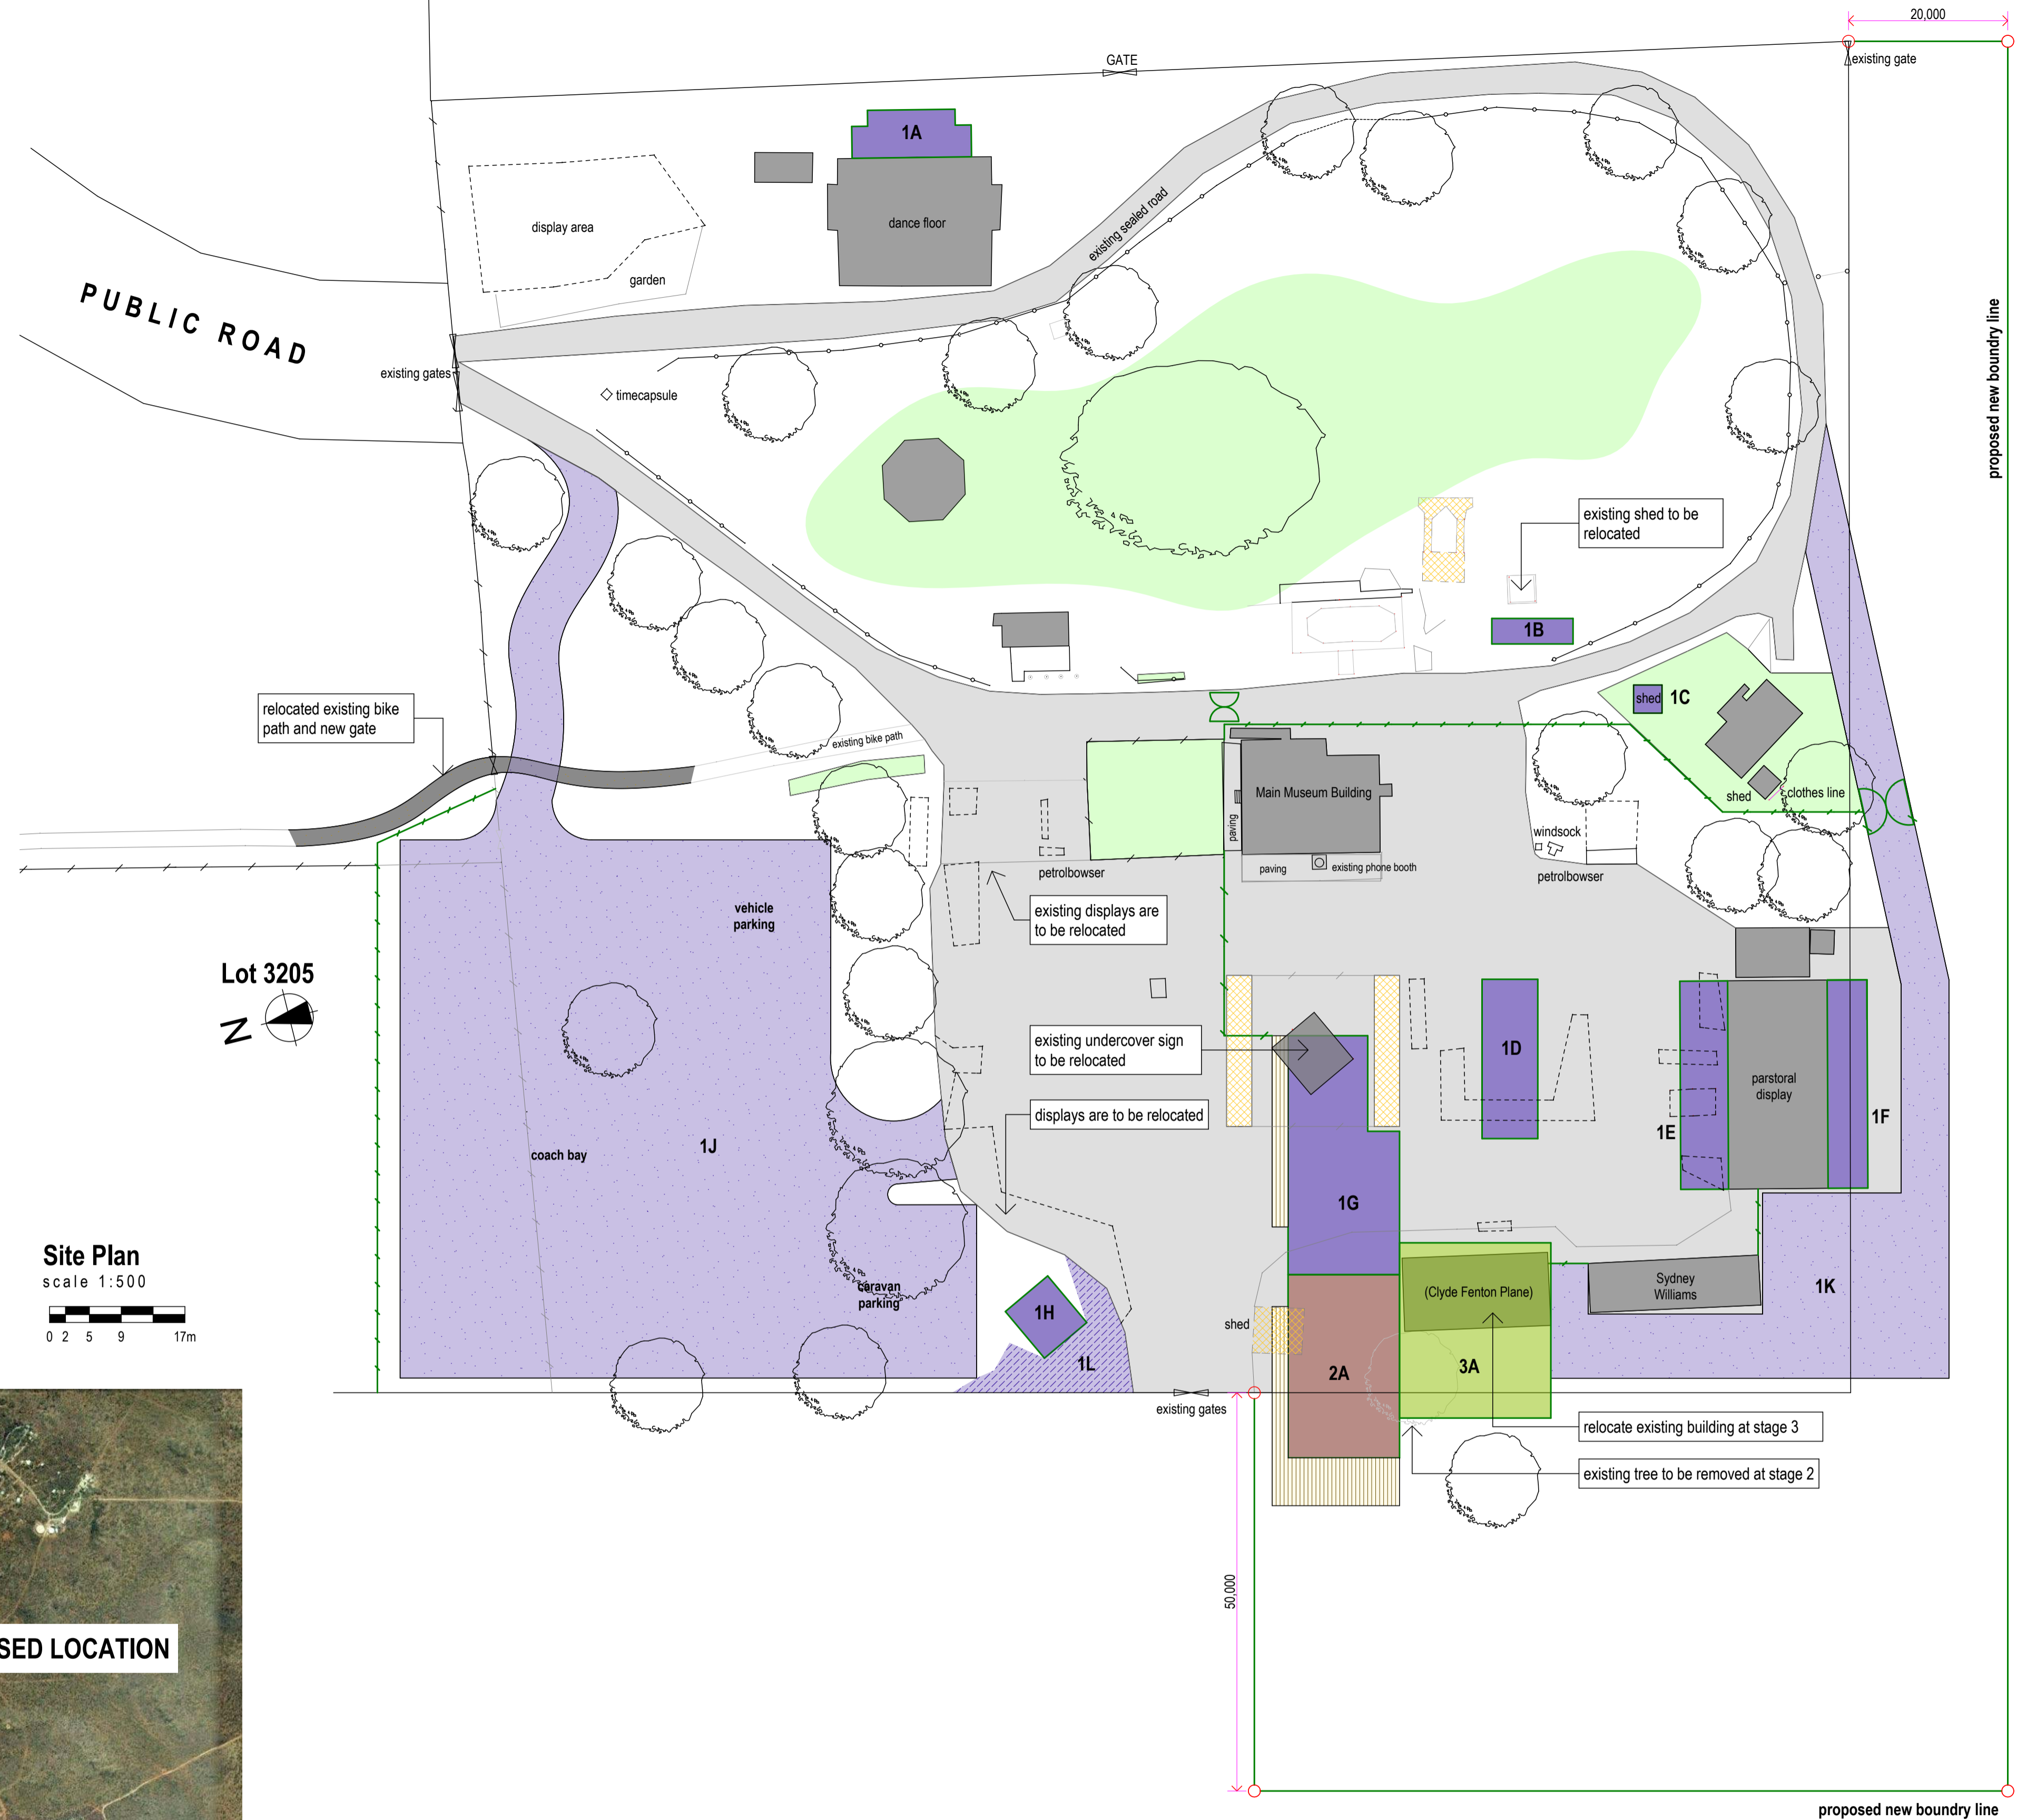 20,000
GATE
existing gate
1A
dance floor
display area
garden
existing sealed road
PUBLIC ROAD
existing gates
timecapsule
proposed new boundry line
existing shed to be
relocated
1B
shed
1C
relocated existing bike
path and new gate
existing bike path
Main Museum Building
paving
paving
existing phone booth
shed
clothes line
windsock
petrolbowser
petrolbowser
vehicle
parking
existing displays are
to be relocated
Lot 3205
N
existing undercover sign
to be relocated
1D
parstoral
display
displays are to be relocated
1E
1F
1J
coach bay
1G
Site Plan
scale 1:500
0 2 5 9 17m
caravan
parking
1H
1L
shed
(Clyde Fenton Plane)
Sydney
Williams
1K
2A
3A
existing gates
relocate existing building at stage 3
existing tree to be removed at stage 2
50,000
SED LOCATION
proposed new boundry line